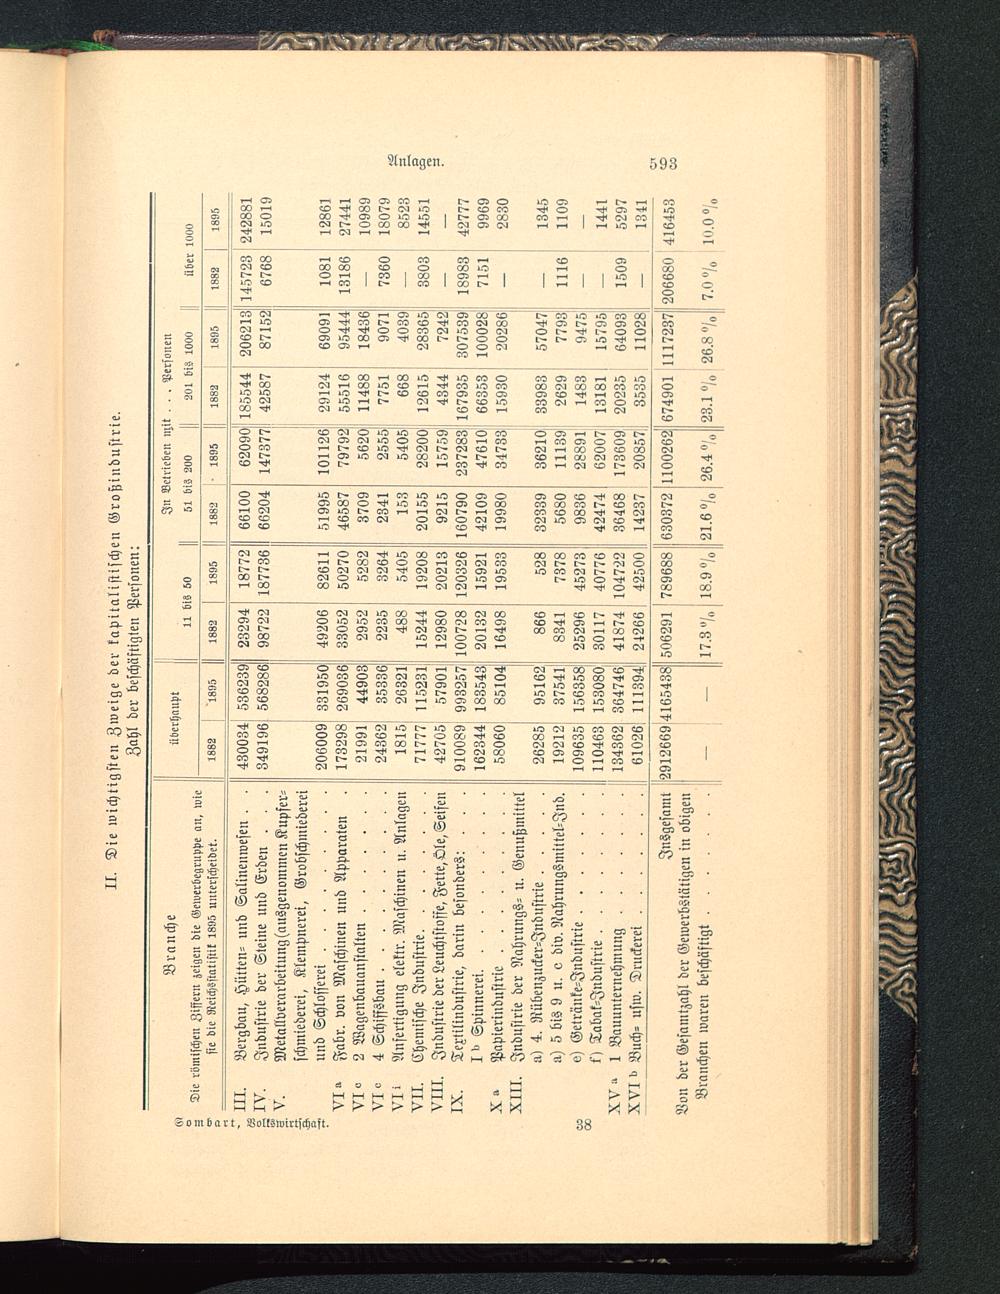 Anlagen. 593
II. Die wichtigsten Zweige der kapitalistischen Großindustrie.
Zahl der beschäftigten Personen:
Branche
Die römischen Ziffern zeigen die Gewerbegruppe an, wie
sie die Reichsstatistik 1895 unterscheidet.
überhaupt In Betrieben mit . . . Personen
11 bis 50 51 bis 200 201 bis 1000 über 1000
1882 1895 1882 1895 1882 1895 1882 1895 1882 1895
III. Bergbau, Hütten- und Salinenwesen . . 430034 536239 23294 18772 66100 62090 185544 206213 145723 242881
IV. Industrie der Steine und Erden . . . 349196 568286 98722 187736 66204 147377 42587 87152 6768 15019
V. Metallverarbeitung (ausgenommen Kupfer-
schmiederei, Klempnerei, Grobschmiederei
und Schlosserei . . . . . . . 206009 331950 49206 82611 51995 101126 29124 69091 1081 12861
VI a Fabr. von Maschinen und Apparaten . 173298 269036 33052 50270 46587 79792 55516 95444 13186 27441
VI c 2 Wagenbauanstalten . . . . . . 21991 44903 2952 5282 3709 5620 11488 18436 — 10989
VI e 4 Schiffsbau . . . . . . . . 24362 35336 2235 3264 2341 2555 7751 9071 7360 18079
VI i Anfertigung elektr. Maschinen u. Anlagen 1815 26321 488 5405 153 5405 668 4039 — 8523
VII. Chemische Industrie. . . . . . . 71777 115231 15244 19208 20155 28200 12615 28365 3803 14551
VIII. Industrie der Leuchtstoffe, Fette, Öle, Seifen 42705 57901 12980 20213 9215 15759 4344 7242 — —
IX. Textilindustrie, darin besonders: . . 910089 993257 100728 120326 160790 237283 167935 307539 18983 42777
I b Spinnerei. . . . . . . . 162344 183543 20132 15921 42109 47610 66353 100028 7151 9969
X a Papierindustrie . . . . . . . 58060 85104 16498 19533 19980 34733 15930 20286 — 2830
XIII. Industrie der Nahrungs- u. Genußmittel
a) 4. Rübenzucker-Industrie . . . . 26285 95162 866 528 32339 36210 33983 57047 — 1345
a) 5 bis 9 u. c div. Nahrungsmittel-Ind. 19212 37541 8341 7378 5680 11139 2629 7793 1116 1109
e) Getränke-Industrie . . . . . . 109635 156358 25296 45273 9836 28891 1483 9475 — —
f) Tabak-Industrie . . . . . . . 110463 153080 30117 40776 42474 62007 13181 15795 — 1441
XV a 1 Bauunternehmung . . . . . . 134362 364746 41874 104722 36468 173609 20235 64093 1509 5297
XVI b Buch- usw. Druckerei . . . . . . 61026 111394 24266 42500 14237 20857 3535 11028 — 1341
Insgesamt 2912669 4165438 506291 789688 630372 1100262 674901 1117237 206680 416453
Von der Gesamtzahl der Gewerbstätigen in obigen
Branchen waren beschäftigt . . . . . — — 17.3 % 18.9 % 21.6 % 26.4 % 23.1 % 26.8 % 7.0 % 10.0 %
Sombart, Volkswirtschaft. 38